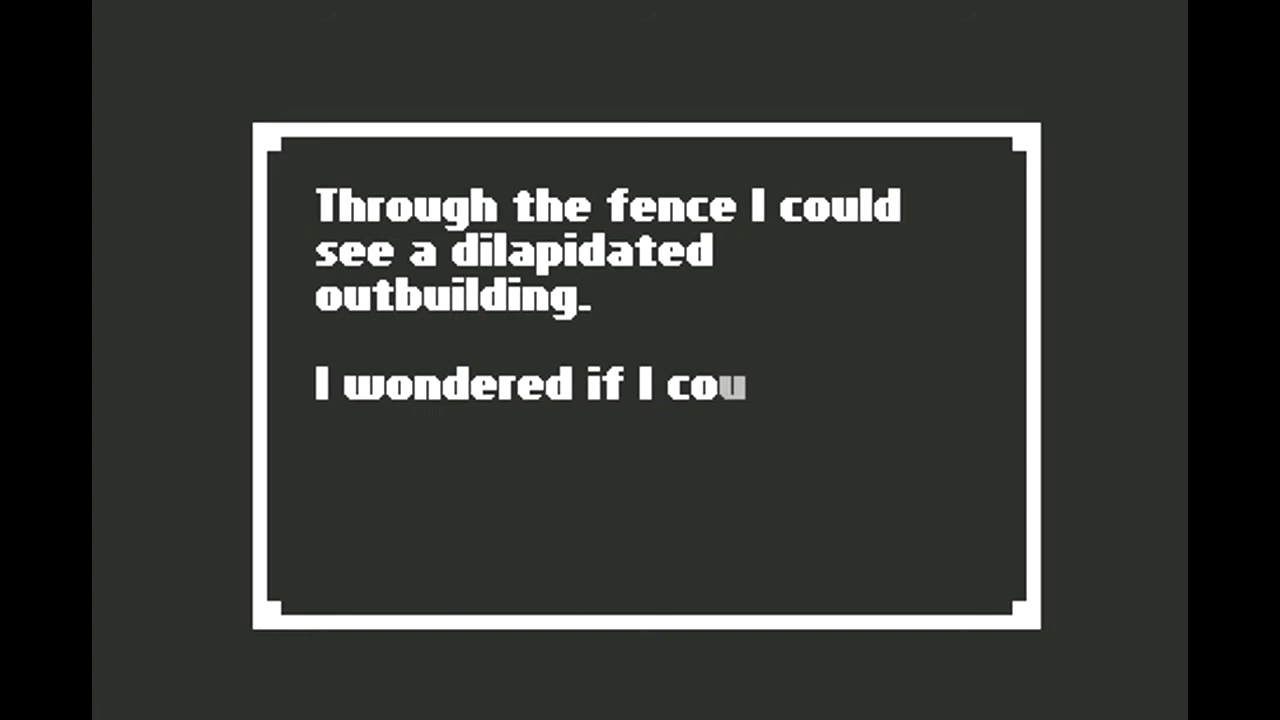 Through the fence I could
see a dilapidated
outbuilding.
I wondered if I cou